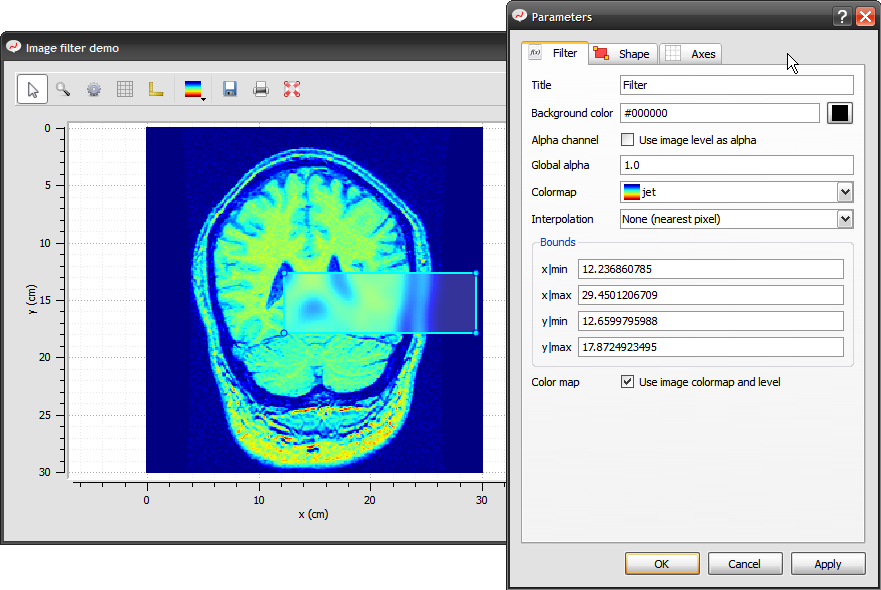 Image filter demo
0
5
10
15
20
25
30
y (cm)
0
10
20
30
x (cm)
Parameters
?
f(x) Filter
Shape
Axes
Title Filter
Background color #000000
Alpha channel Use image level as alpha
Global alpha 1.0
Colormap jet
Interpolation None (nearest pixel)
Bounds
x|min 12.236860785
x|max 29.4501206709
y|min 12.6599795988
y|max 17.8724923495
Color map Use image colormap and level
OK
Cancel
Apply